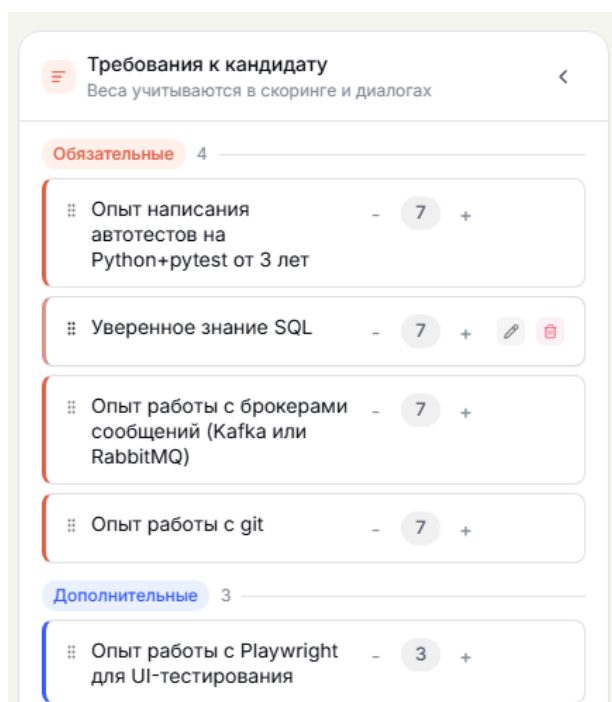 Требования к кандидату
Веса учитываются в скоринге и диалогах
Обязательные 4
Опыт написания - 7 +
автотестов на
Python+pytest от 3 лет
Уверенное знание SQL - 7 +
Опыт работы с брокерами - 7 +
сообщений (Kafka или
RabbitMQ)
Опыт работы с git - 7 +
Дополнительные 3
Опыт работы с Playwright - 3 +
для UI-тестирования